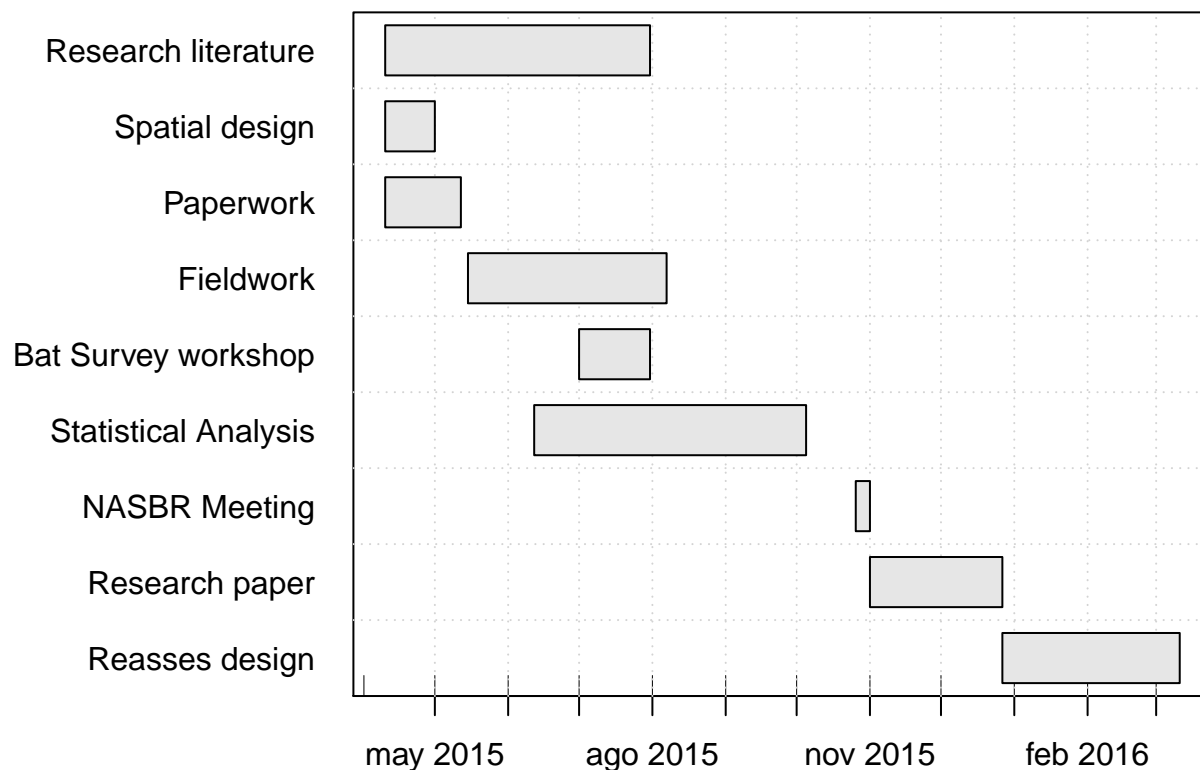 Research literature
Spatial design
Paperwork
Fieldwork
Bat Survey workshop
Statistical Analysis
NASBR Meeting
Research paper
Reasses design
may 2015 ago 2015 nov 2015 feb 2016